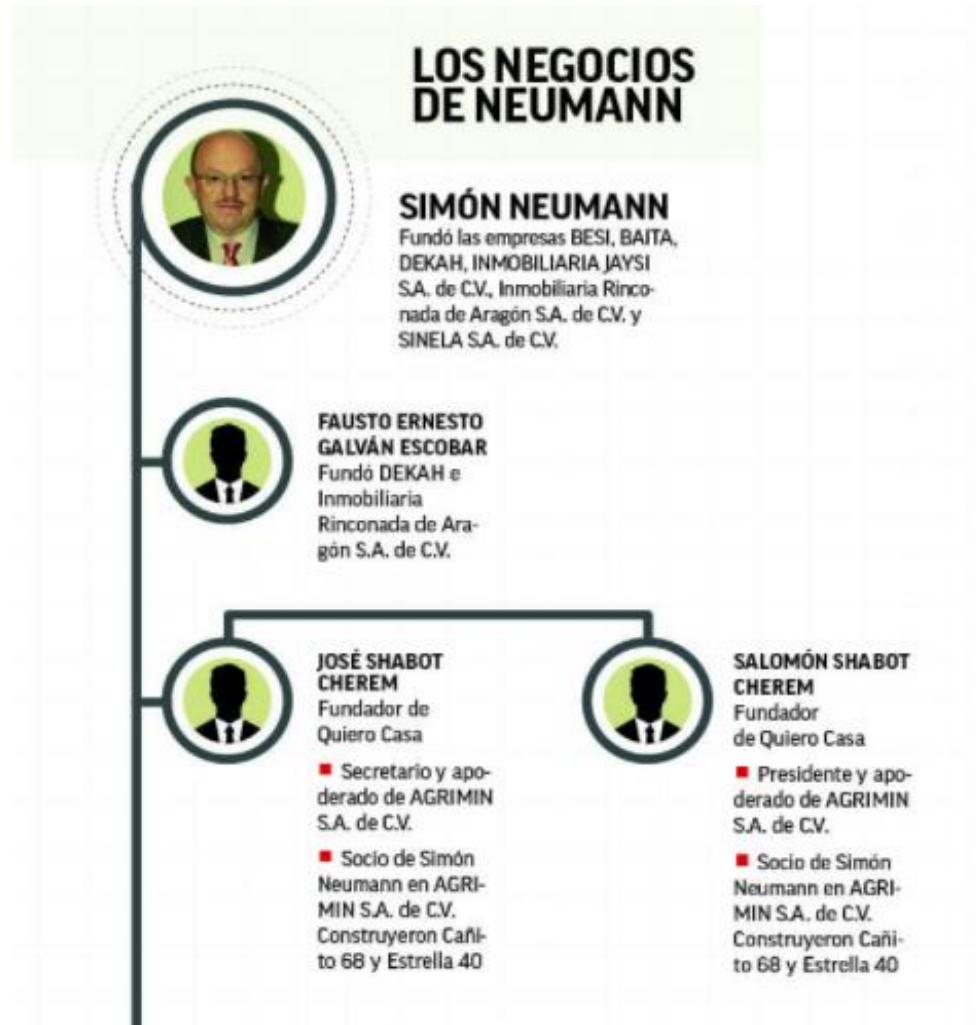 LOS NEGOCIOS
DE NEUMANN
SIMÓN NEUMANN
Fundó las empresas BESI, BAITA,
DEKAH, INMOBILIARIA JAYSI
S.A. de C.V., Inmobiliaria Rinco-
nada de Aragón S.A. de C.V. y
SINELA S.A. de C.V.
FAUSTO ERNESTO
GALVÁN ESCOBAR
Fundó DEKAH e
Inmobiliaria
Rinconada de Ara-
gón S.A. de C.V.
JOSÉ SHABOT
CHEREM
Fundador de
Quiero Casa
Secretario y apo-
derado de AGRIMIN
S.A. de C.V.
Socio de Simón
Neumann en AGRI-
MIN S.A. de C.V.
Construyeron Cañi-
to 68 y Estrella 40
SALOMÓN SHABOT
CHEREM
Fundador
de Quiero Casa
Presidente y apo-
derado de AGRIMIN
S.A. de C.V.
Socio de Simón
Neumann en AGRI-
MIN S.A. de C.V.
Construyeron Cañi-
to 68 y Estrella 40